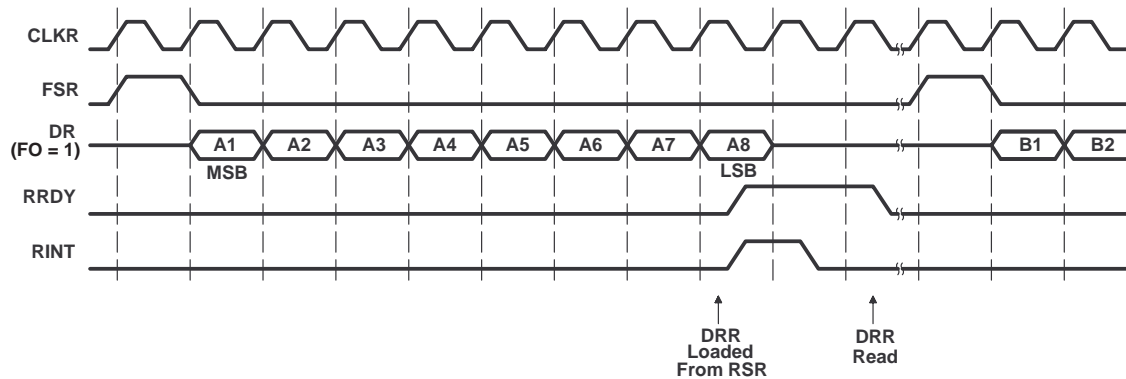 CLKR
FSR
DR
(FO = 1)
A1 A2 A3 A4 A5 A6 A7 A8 B1 B2
MSB LSB
RRDY
RINT
DRR
Loaded
From RSR
DRR
Read